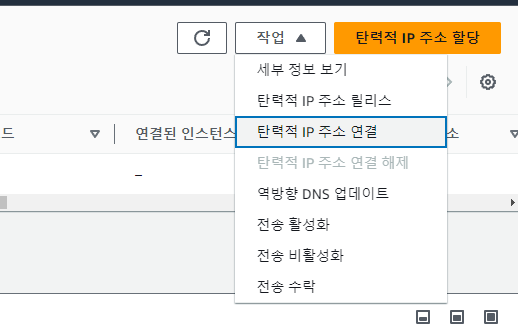 작업
탄력적 IP 주소 할당
세부 정보 보기
탄력적 IP 주소 릴리스
탄력적 IP 주소 연결
드
연결된 인스턴스
소
탄력적 IP 주소 연결 해제
–
역방향 DNS 업데이트
전송 활성화
전송 비활성화
전송 수락